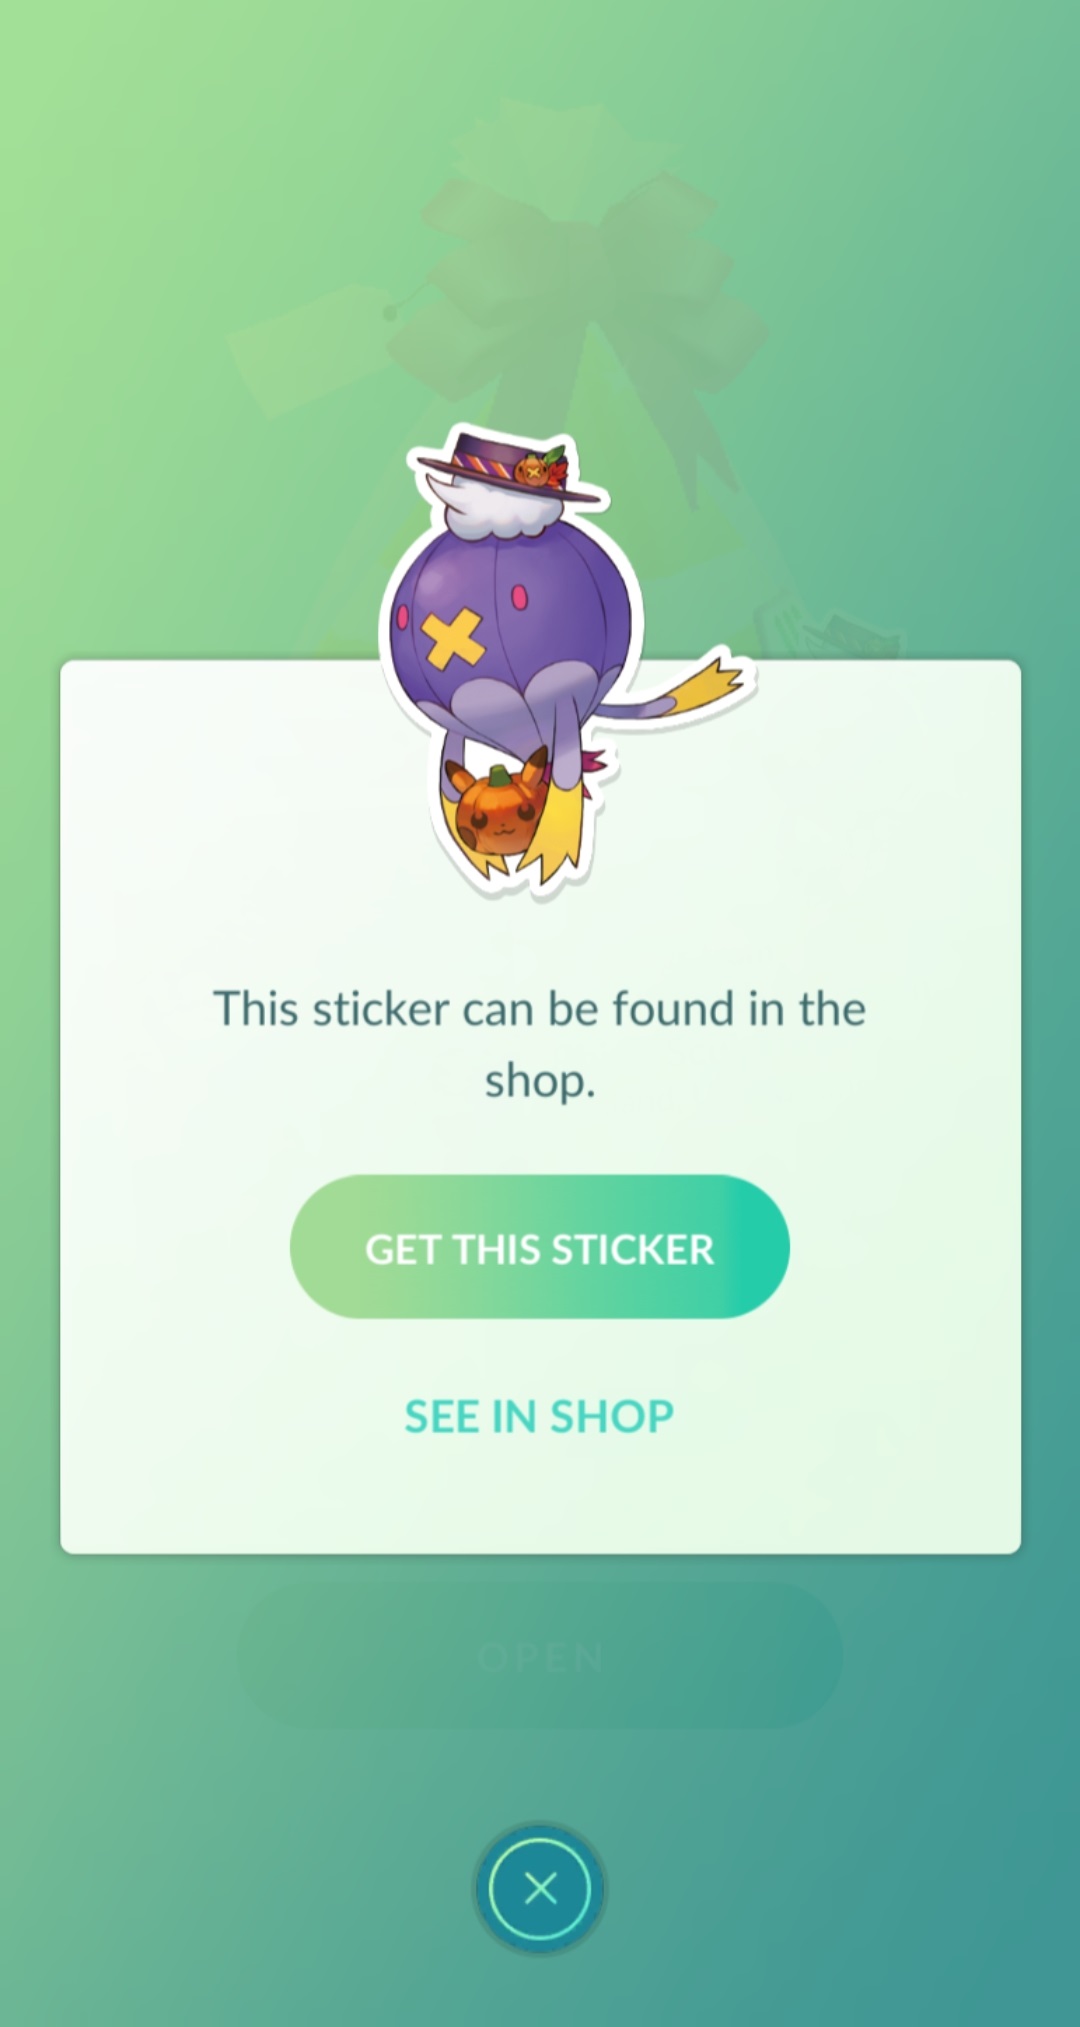 This sticker can be found in the
shop.
GET THIS STICKER
SEE IN SHOP
OPEN